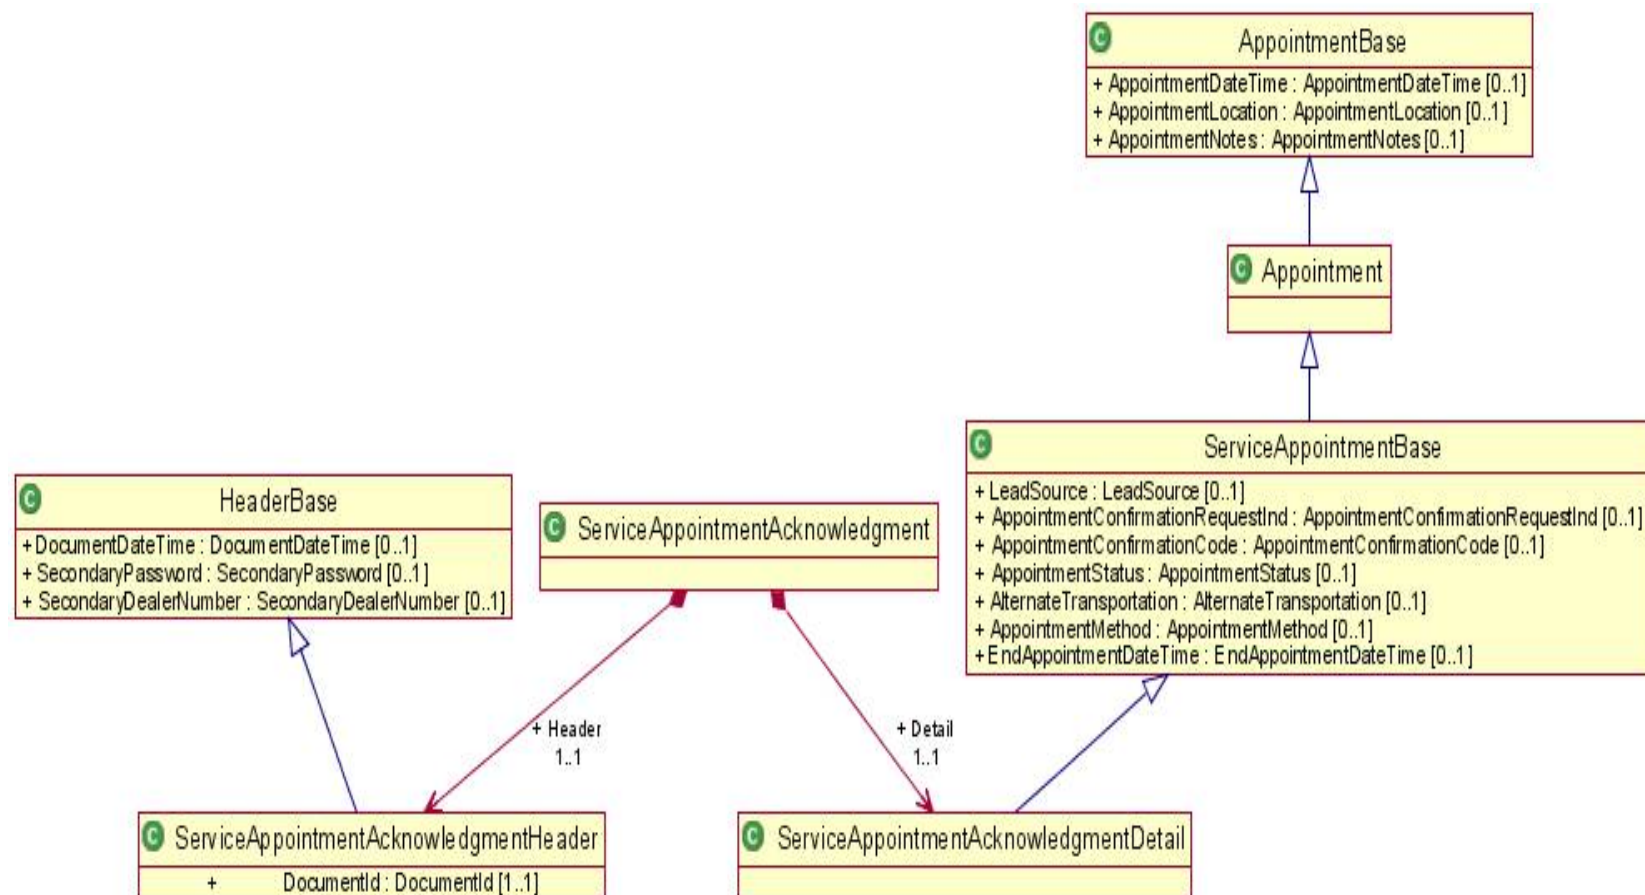 C AppointmentBase
+ AppointmentDateTime : AppointmentDateTime [0..1]
+ AppointmentLocation : AppointmentLocation [0..1]
+ AppointmentNotes : AppointmentNotes [0..1]
C Appointment
C ServiceAppointmentBase
+ LeadSource : LeadSource [0..1]
+ AppointmentConfirmationRequestInd : AppointmentConfirmationRequestInd [0..1]
+ AppointmentConfirmationCode : AppointmentConfirmationCode [0..1]
+ AppointmentStatus : AppointmentStatus [0..1]
+ AlternateTransportation : AlternateTransportation [0..1]
+ AppointmentMethod : AppointmentMethod [0..1]
+ EndAppointmentDateTime : EndAppointmentDateTime [0..1]
C HeaderBase
+ DocumentDateTime : DocumentDateTime [0..1]
+ SecondaryPassword : SecondaryPassword [0..1]
+ SecondaryDealerNumber : SecondaryDealerNumber [0..1]
C ServiceAppointmentAcknowledgment
+ Header
1..1
+ Detail
1..1
C ServiceAppointmentAcknowledgmentHeader
+ DocumentId : DocumentId [1..1]
C ServiceAppointmentAcknowledgmentDetail